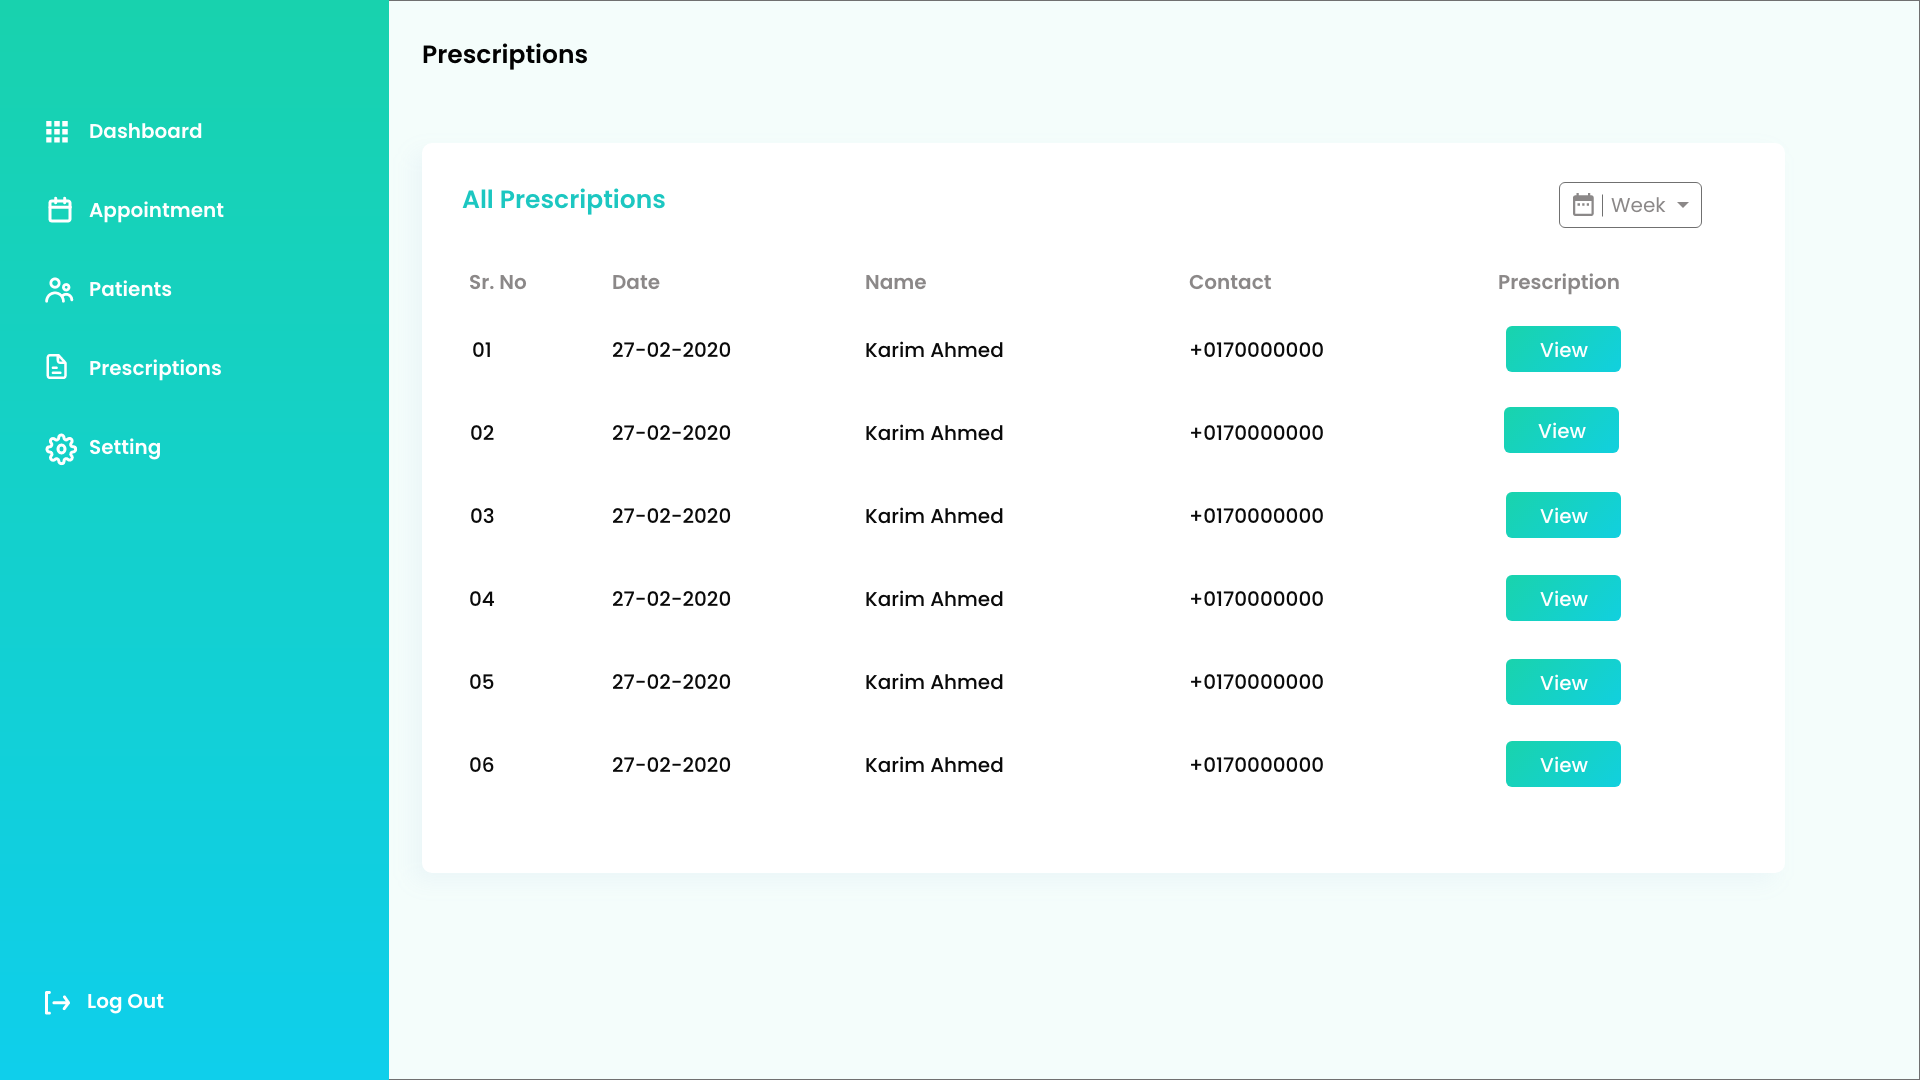 Prescriptions
Dashboard
Appointment
Patients
Prescriptions
Setting
Log Out
All Prescriptions
Week
Sr. No Date Name Contact Prescription
01 27-02-2020 Karim Ahmed +0170000000 View
02 27-02-2020 Karim Ahmed +0170000000 View
03 27-02-2020 Karim Ahmed +0170000000 View
04 27-02-2020 Karim Ahmed +0170000000 View
05 27-02-2020 Karim Ahmed +0170000000 View
06 27-02-2020 Karim Ahmed +0170000000 View